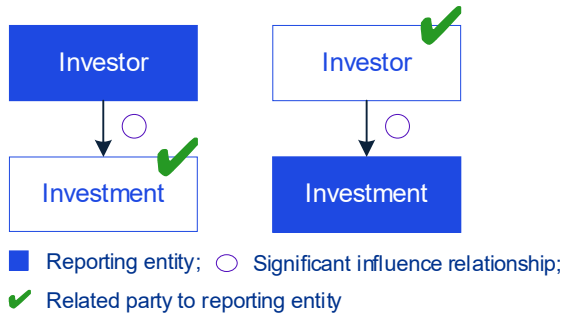 Investor
Investor
Investment
Investment
Reporting entity; Significant influence relationship;
Related party to reporting entity